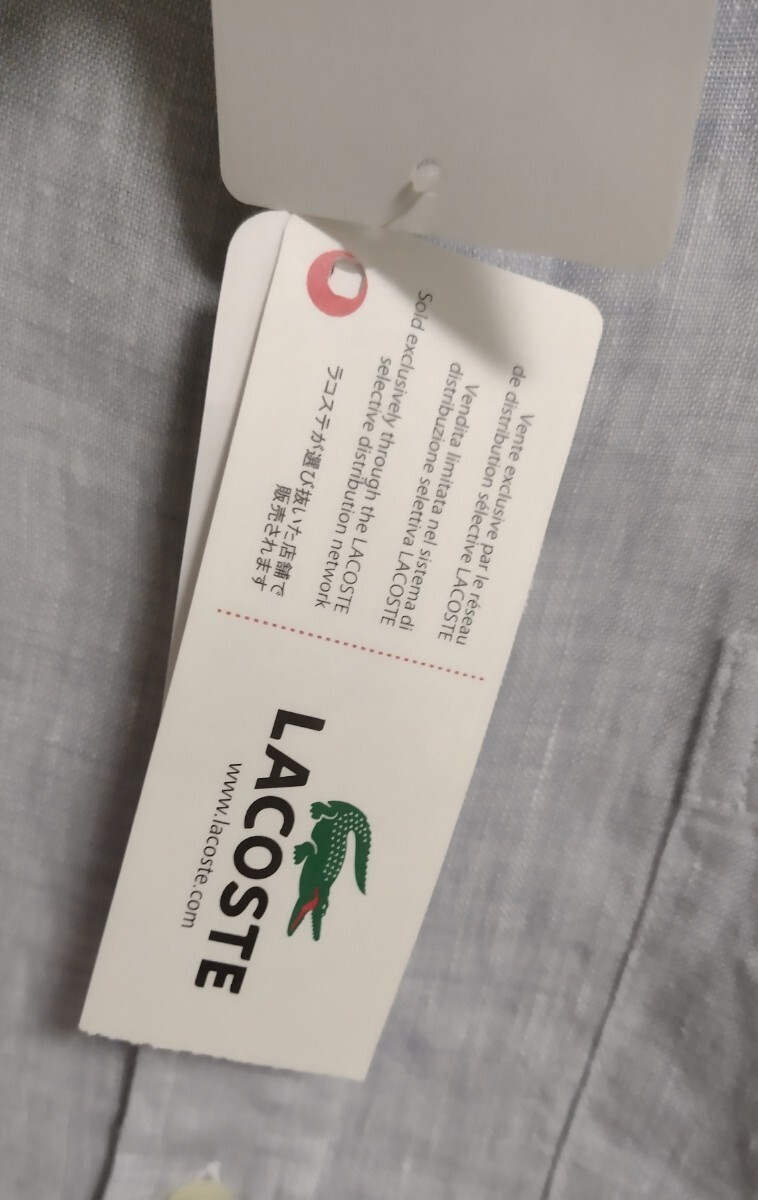 Vente exclusive par le réseau
de distribution sélective LACOSTE
Vendita limitata nel sistema di
distribuzione selettiva LACOSTE
Sold exclusively through the LACOSTE
selective distribution network
ラコステが選び抜いた店舗で
販売されます
LACOSTE
www.lacoste.com